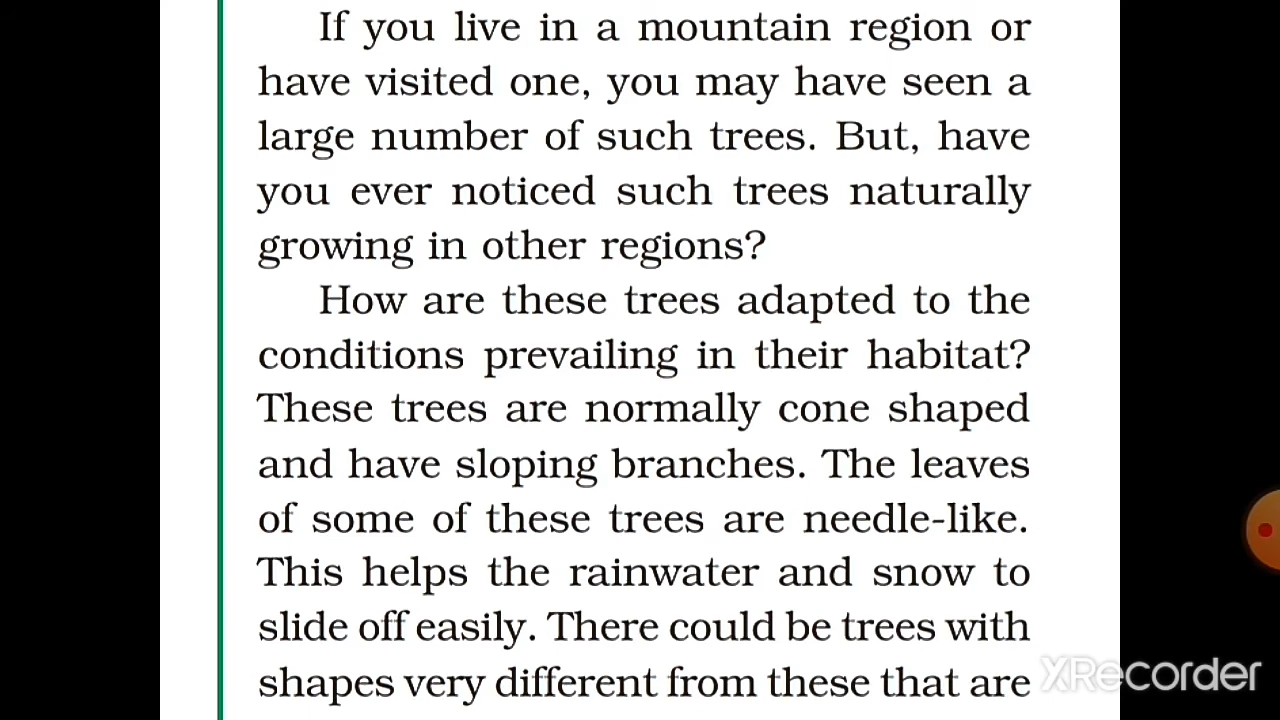 If you live in a mountain region or
have visited one, you may have seen a
large number of such trees. But, have
you ever noticed such trees naturally
growing in other regions?
How are these trees adapted to the
conditions prevailing in their habitat?
These trees are normally cone shaped
and have sloping branches. The leaves
of some of these trees are needle-like.
This helps the rainwater and snow to
slide off easily. There could be trees with
shapes very different from these that are
XRecorder